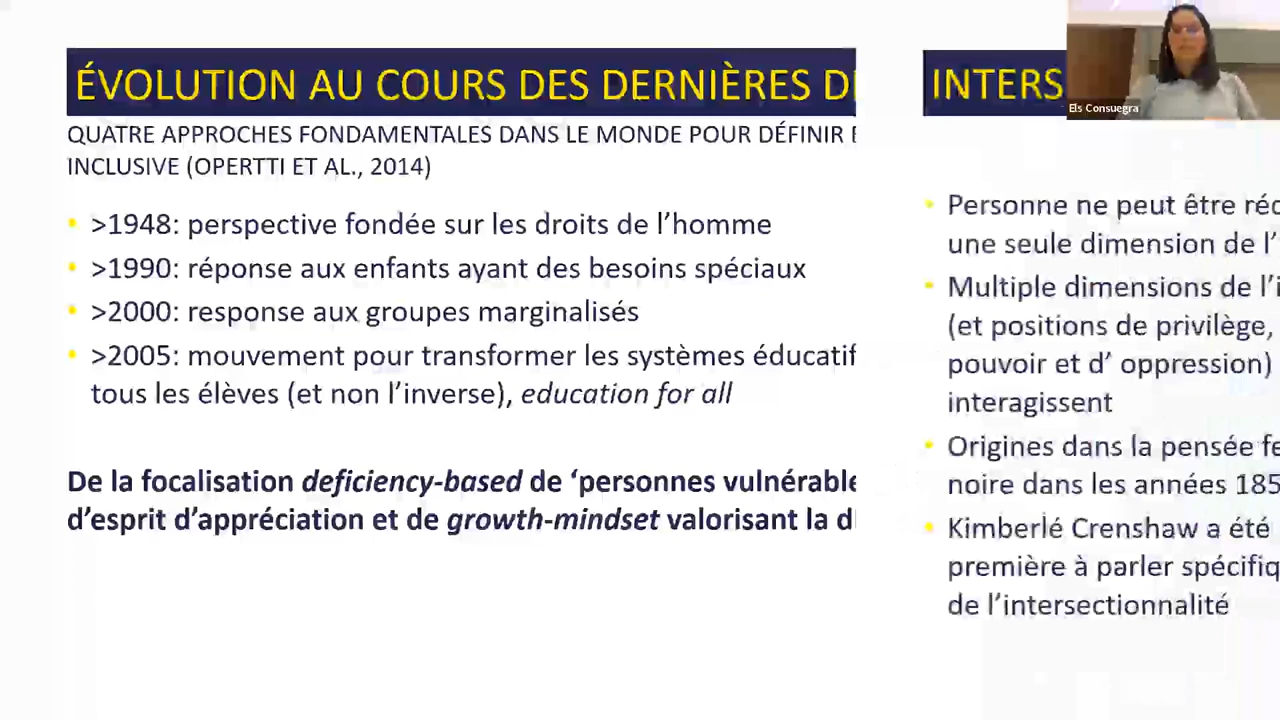 ÉVOLUTION AU COURS DES DERNIÈRES
QUATRE APPROCHES FONDAMENTALES DANS LE MONDE POUR DÉFINIR
INCLUSIVE (OPERTTI ET AL., 2014)
• >1948: perspective fondée sur les droits de l’homme
• >1990: réponse aux enfants ayant des besoins spéciaux
• >2000: response aux groupes marginalisés
• >2005: mouvement pour transformer les systèmes éducatif
tous les élèves (et non l’inverse), education for all
De la focalisation deficiency-based de ‘personnes vulnérable
d’esprit d’appréciation et de growth-mindset valorisant la
INTERS
Els Consuegra
• Personne ne peut être
une seule dimension de
• Multiple dimensions de
(et positions de privilège,
pouvoir et d’ oppression)
interagissent
• Origines dans la pensée
noire dans les années
• Kimberlé Crenshaw a été
première à parler
de l’intersectionnalité